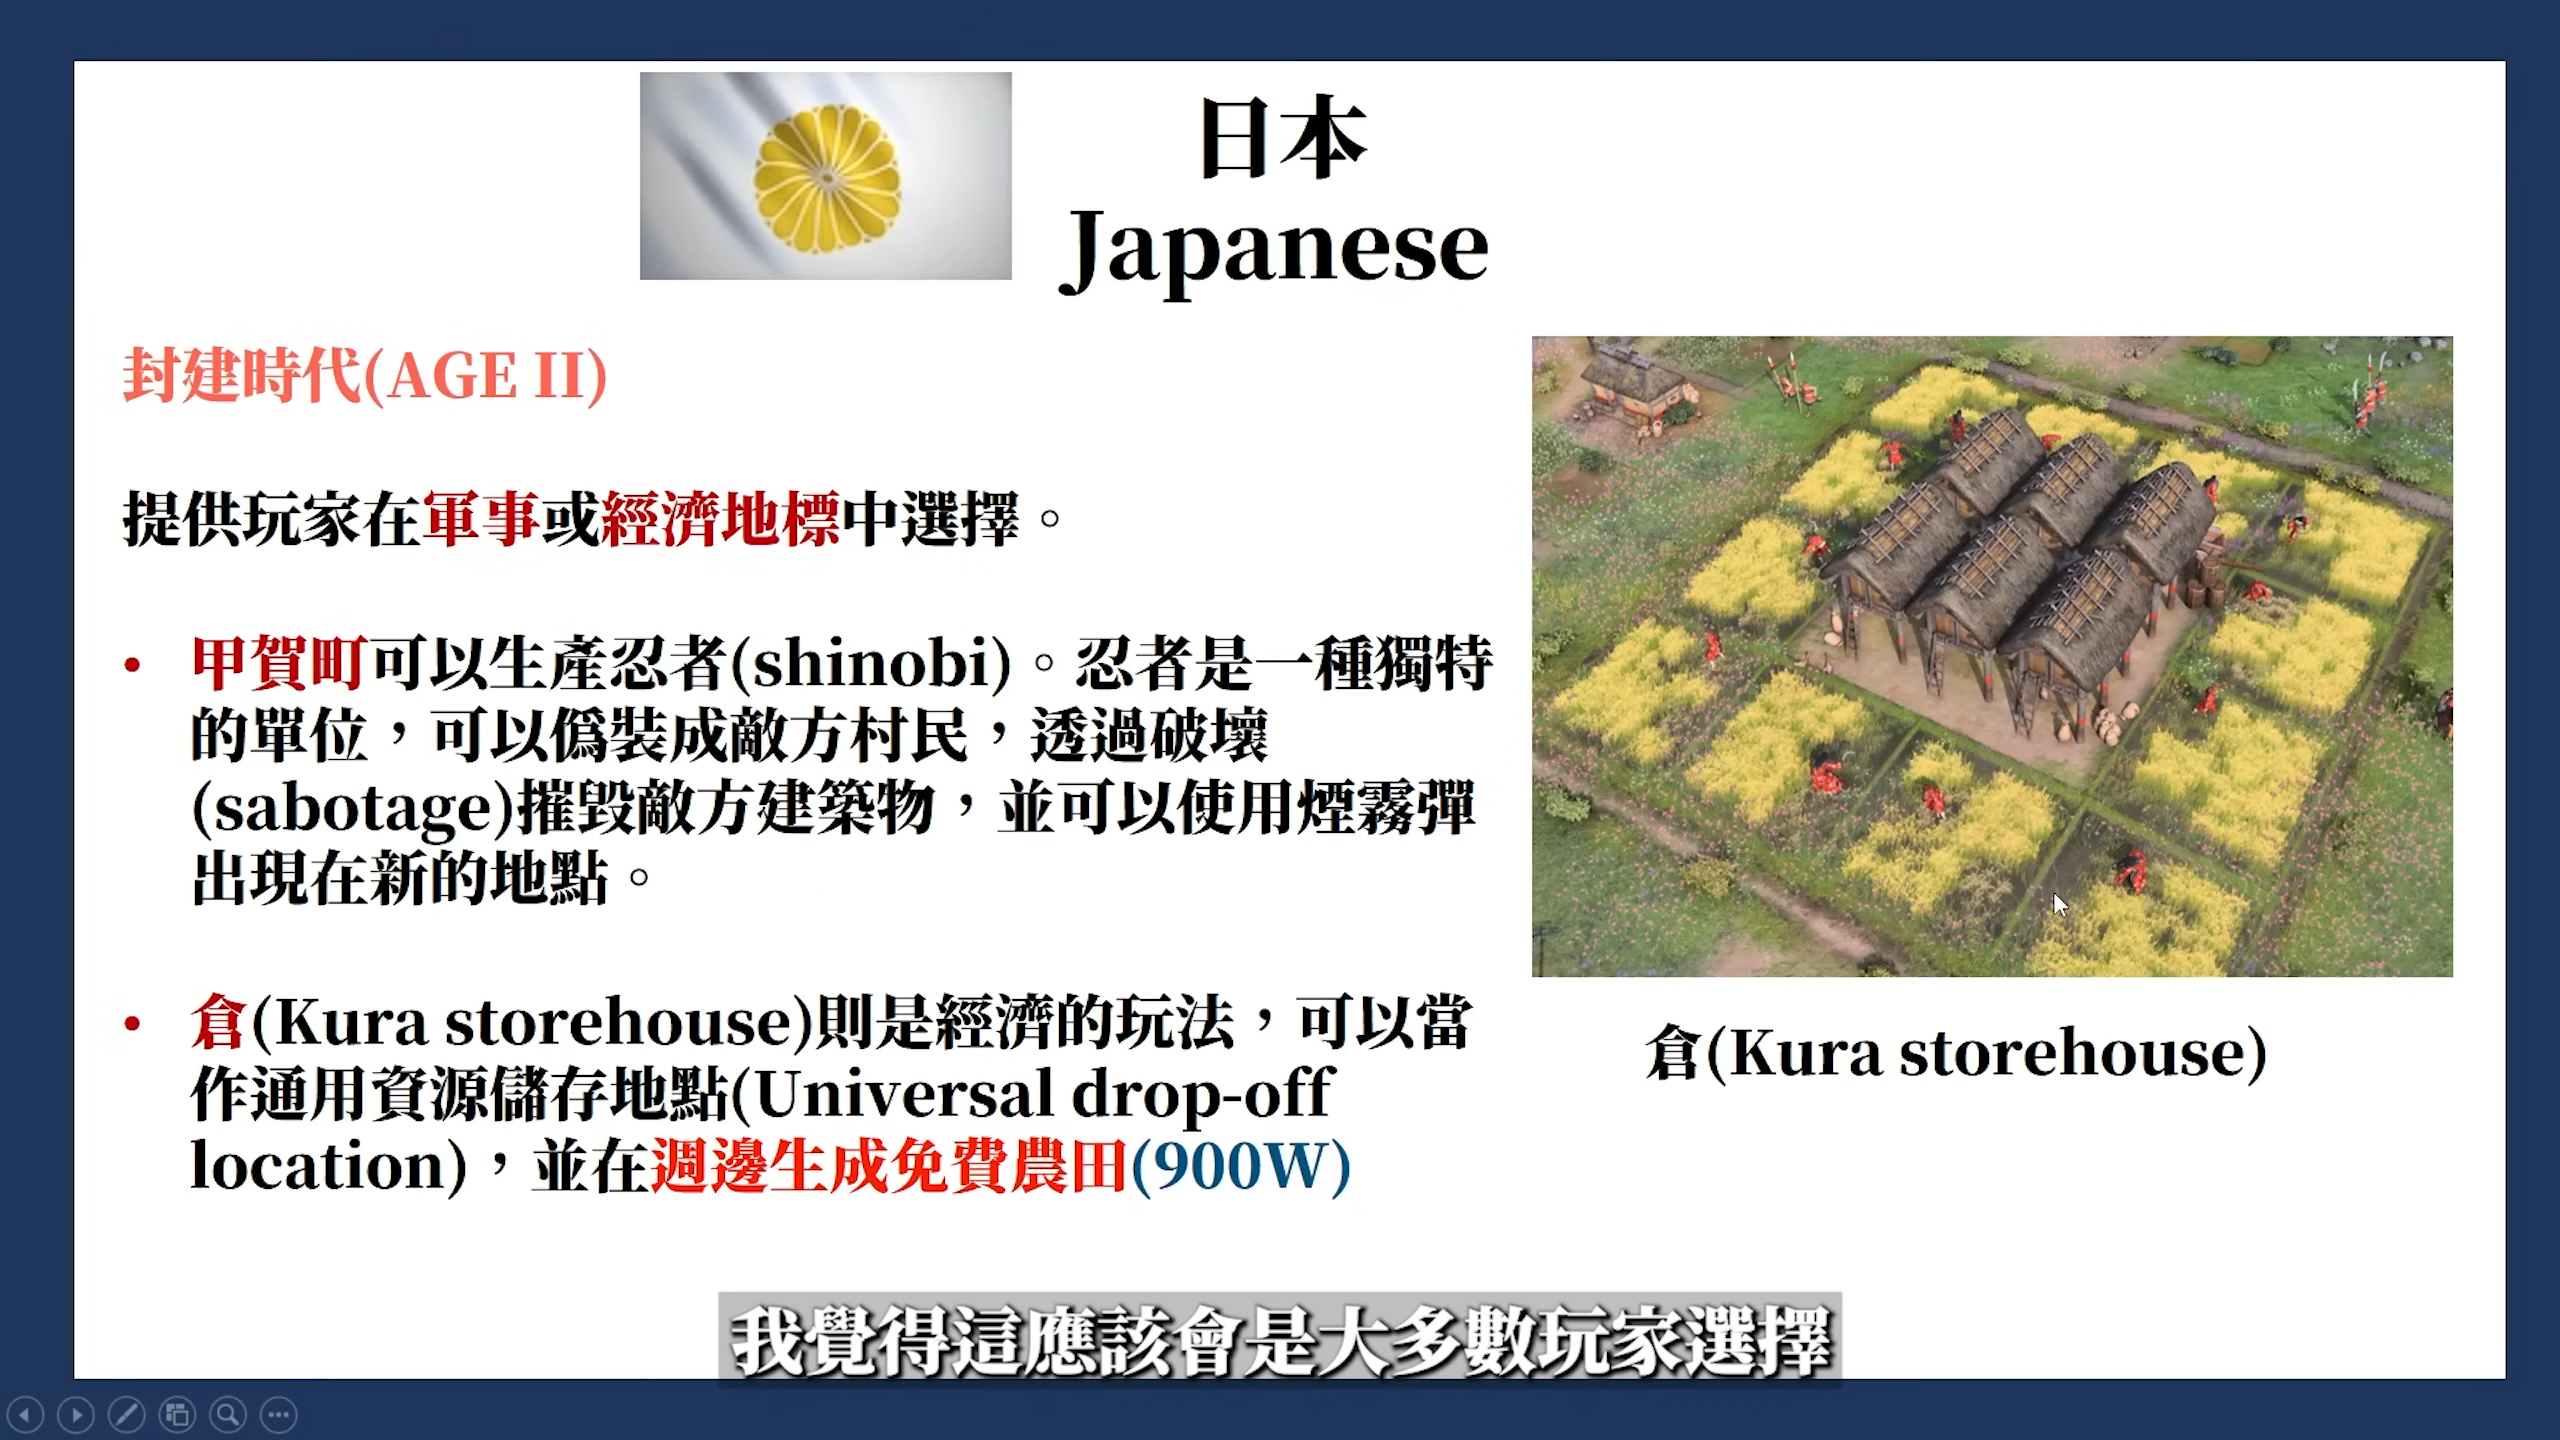 日本
Japanese
封建時代(AGE II)
提供玩家在軍事或經濟地標中選擇。
• 甲賀町可以生產忍者(shinobi)。忍者是一種獨特
的單位，可以偽裝成敵方村民，透過破壞
(sabotage)摧毀敵方建築物，並可以使用煙霧彈
出現在新的地點。
• 倉(Kura storehouse)則是經濟的玩法，可以當
作通用資源儲存地點(Universal drop-off
location)，並在週邊生成免費農田(900W)
倉(Kura storehouse)
我覺得這應該會是大多數玩家選擇